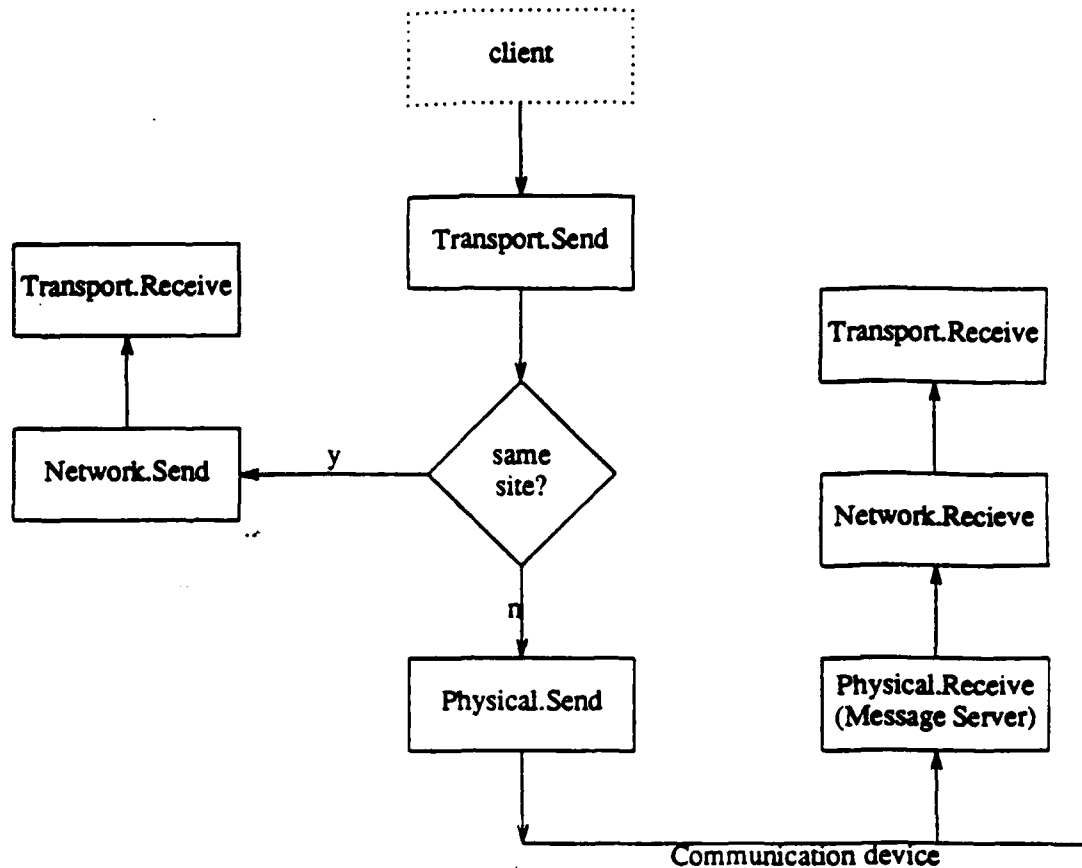 client
Transport.Send
Transport.Receive
Transport.Receive
y
same
site?
Network.Send
Network.Recieve
n
Physical.Send
Physical.Receive
(Message Server)
Communication device